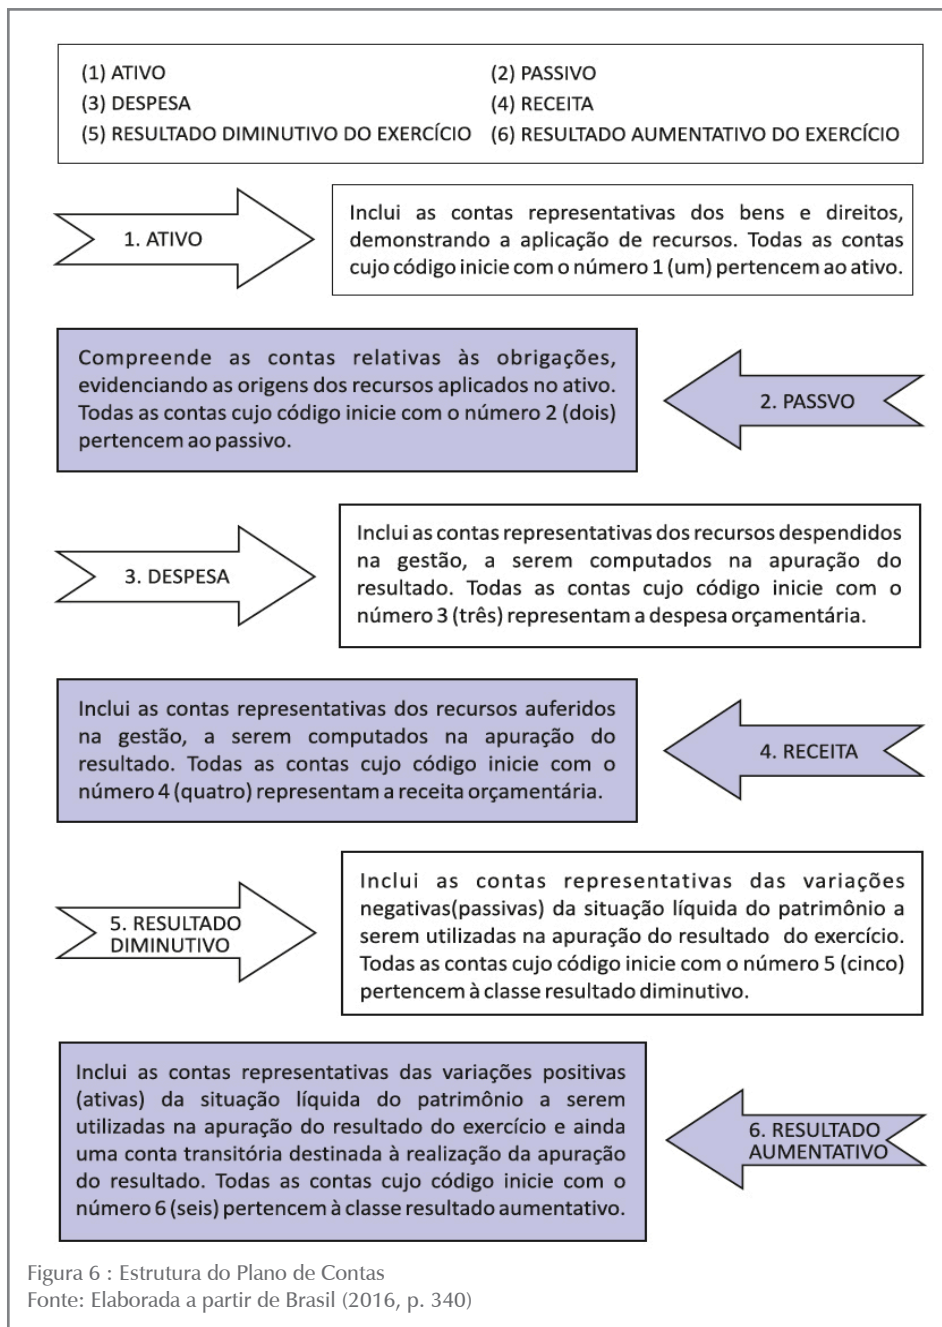 (1) ATIVO
(2) PASSIVO
(3) DESPESA
(4) RECEITA
(5) RESULTADO DIMINUTIVO DO EXERCÍCIO
(6) RESULTADO AUMENTATIVO DO EXERCÍCIO
1. ATIVO
Inclui as contas representativas dos bens e direitos,
demonstrando a aplicação de recursos. Todas as contas
cujo código inicie com o número 1 (um) pertencem ao ativo.
Compreende as contas relativas às obrigações,
evidenciando as origens dos recursos aplicados no ativo.
Todas as contas cujo código inicie com o número 2 (dois)
pertencem ao passivo.
2. PASSVO
3. DESPESA
Inclui as contas representativas dos recursos despendidos
na gestão, a serem computados na apuração do
resultado. Todas as contas cujo código inicie com o
número 3 (três) representam a despesa orçamentária.
Inclui as contas representativas dos recursos auferidos
na gestão, a serem computados na apuração do
resultado. Todas as contas cujo código inicie com o
número 4 (quatro) representam a receita orçamentária.
4. RECEITA
5. RESULTADO
DIMINUTIVO
Inclui as contas representativas das variações
negativas(passivas) da situação líquida do patrimônio a
serem utilizadas na apuração do resultado do exercício.
Todas as contas cujo código inicie com o número 5 (cinco)
pertencem à classe resultado diminutivo.
Inclui as contas representativas das variações positivas
(ativas) da situação líquida do patrimônio a serem
utilizadas na apuração do resultado do exercício e ainda
uma conta transitória destinada à realização da apuração
do resultado. Todas as contas cujo código inicie com o
número 6 (seis) pertencem à classe resultado aumentativo.
6. RESULTADO
AUMENTATIVO
Figura 6 : Estrutura do Plano de Contas
Fonte: Elaborada a partir de Brasil (2016, p. 340)